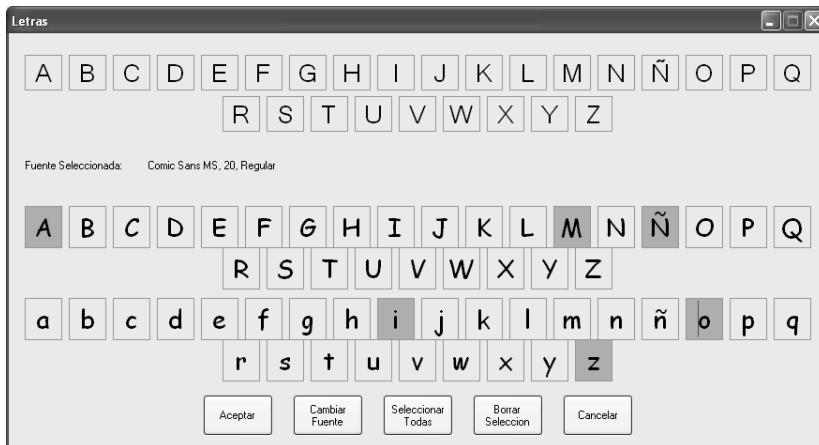 Letras
A B C D E F G H I J K L M N Ñ O P Q
R S T U V W X Y Z
Fuente Seleccionada: Comic Sans MS, 20, Regular
A B C D E F G H I J K L M N Ñ O P Q
R S T U V W X Y Z
a b c d e f g h i j k l m n ñ o p q
r s t u v w x y z
Aceptar Cambiar Fuente Seleccionar Todas Borrar Seleccion Cancelar